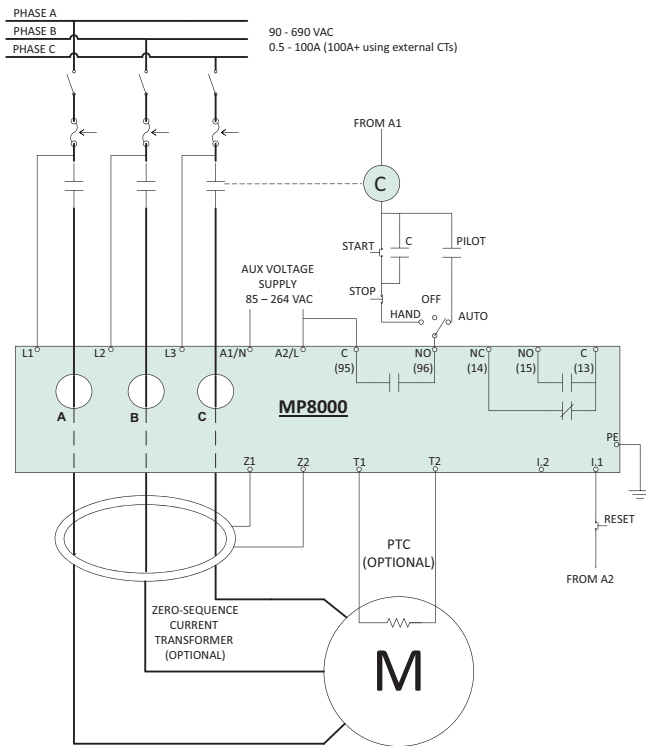 PHASE A
PHASE B
PHASE C
90 - 690 VAC
0.5 - 100A (100A+ using external CTs)
FROM A1
C
START
C
PILOT
AUX VOLTAGE
SUPPLY
85 – 264 VAC
STOP
OFF
HAND
AUTO
L1
L2
L3
A1/N
A2/L
C
(95)
NO
(96)
NC
(14)
NO
(15)
C
(13)
A
B
C
MP8000
PE
Z1
Z2
T1
T2
I.2
I.1
RESET
PTC
(OPTIONAL)
FROM A2
ZERO-SEQUENCE
CURRENT
TRANSFORMER
(OPTIONAL)
M